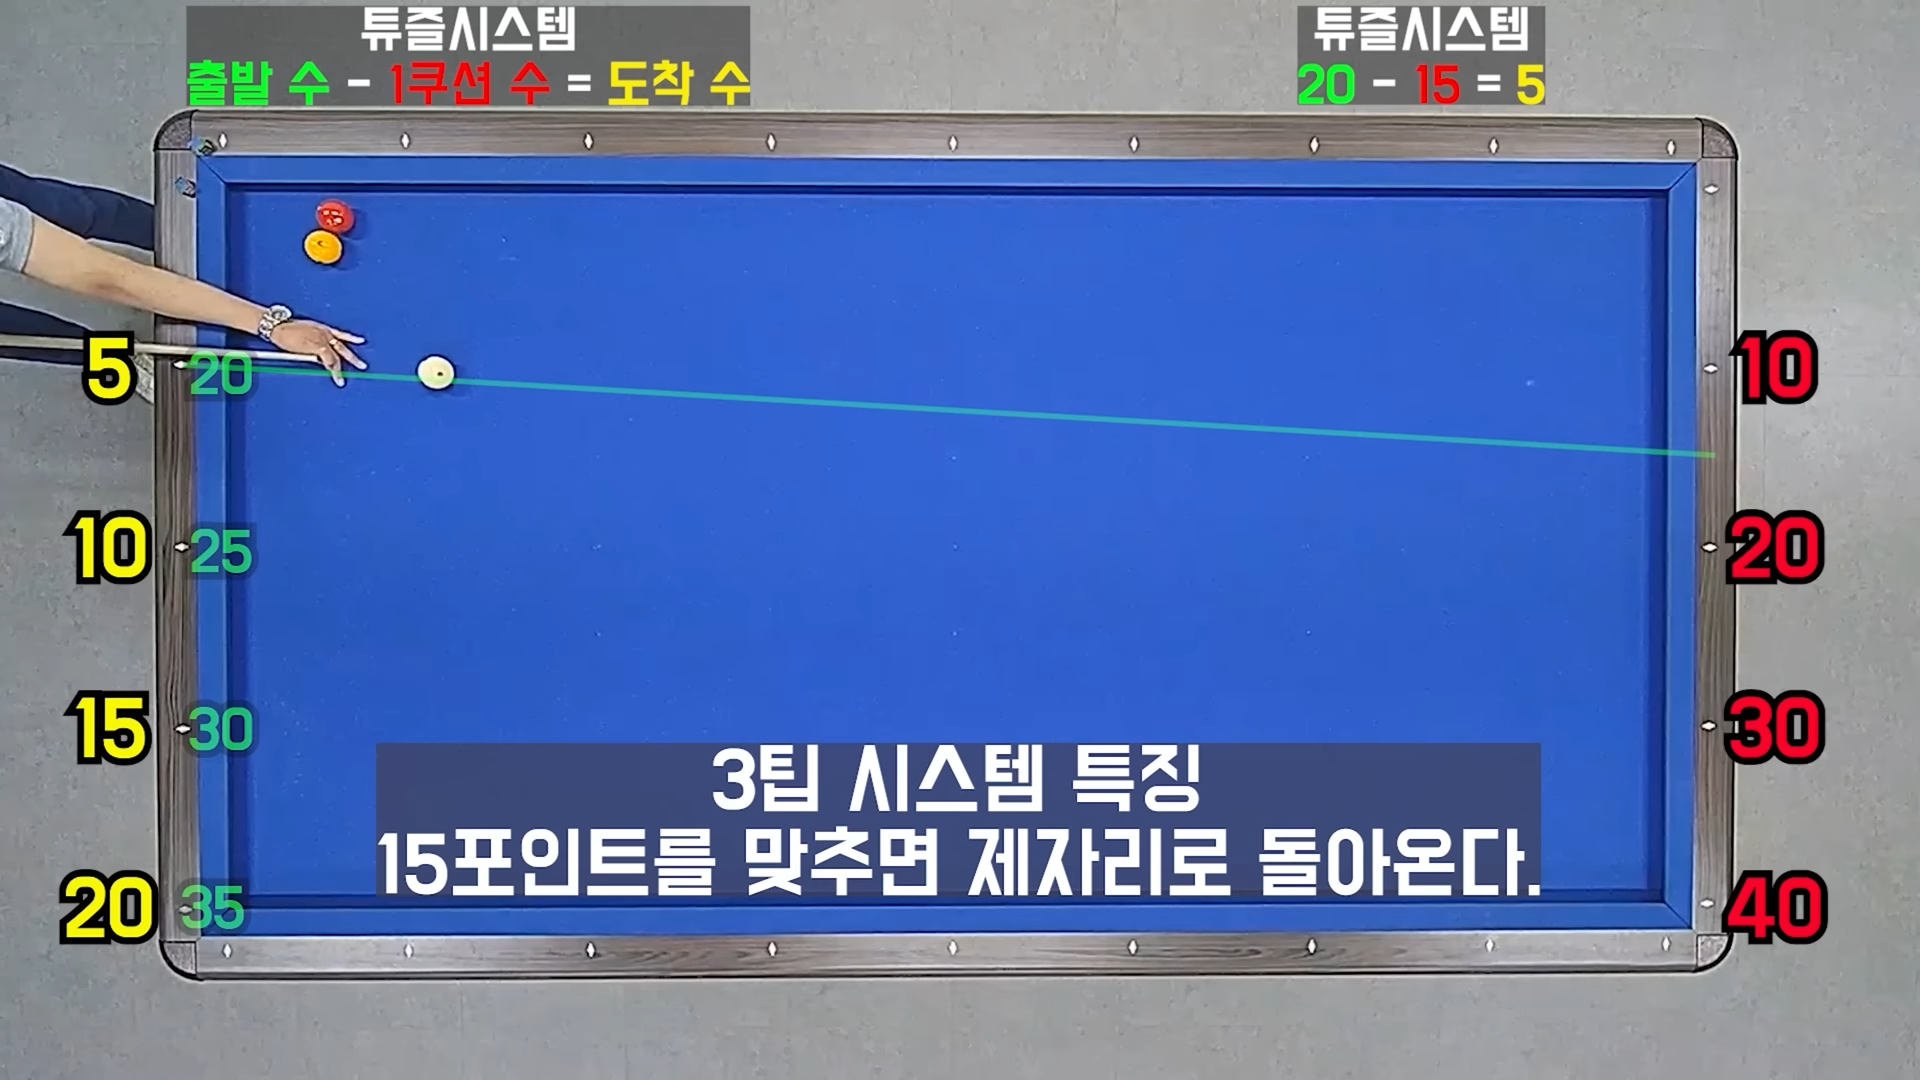 튜즐시스템
출발 수 - 1쿠션 수 = 도착 수
튜즐시스템
20 - 15 = 5
5 20 10
10 25 20
15 30 30
20 35 40
3팁 시스템 특징
15포인트를 맞추면 제자리로 돌아온다.